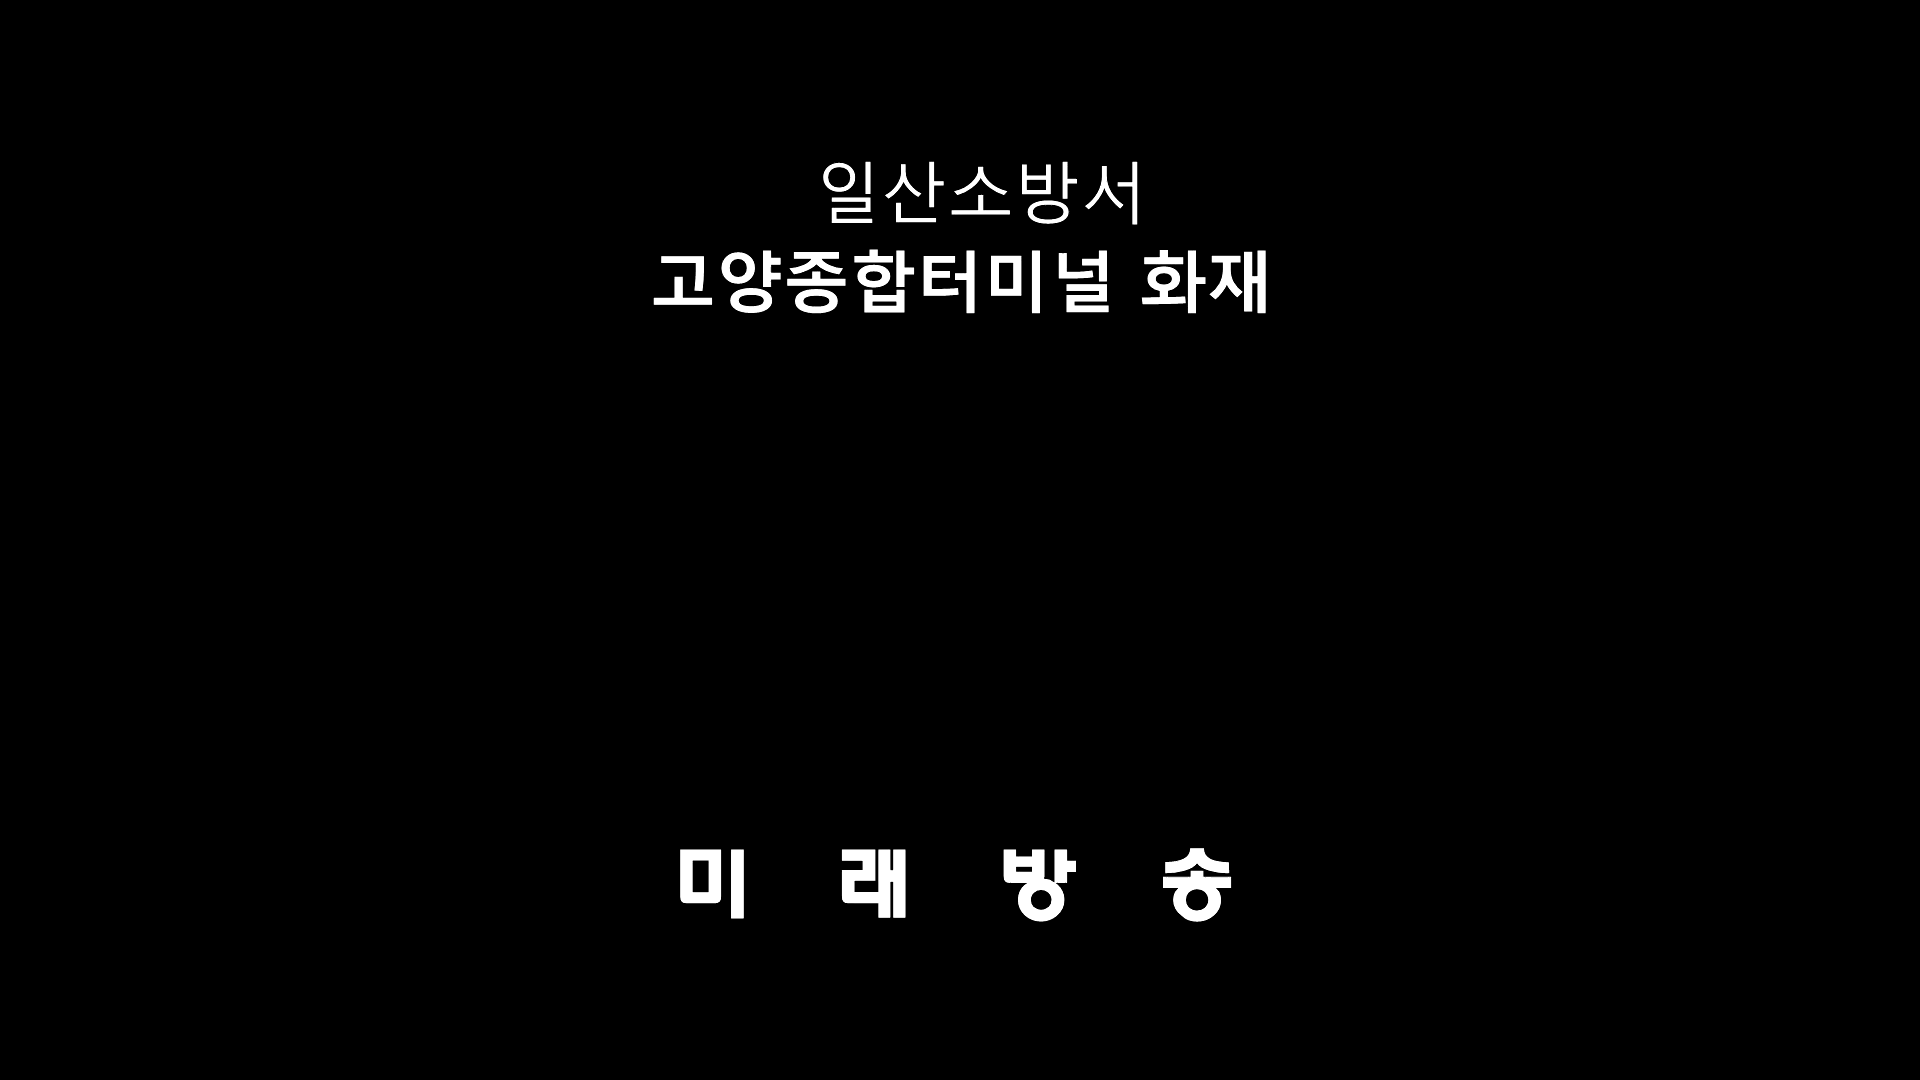 일산소방서
고양종합터미널 화재
미 래 방 송